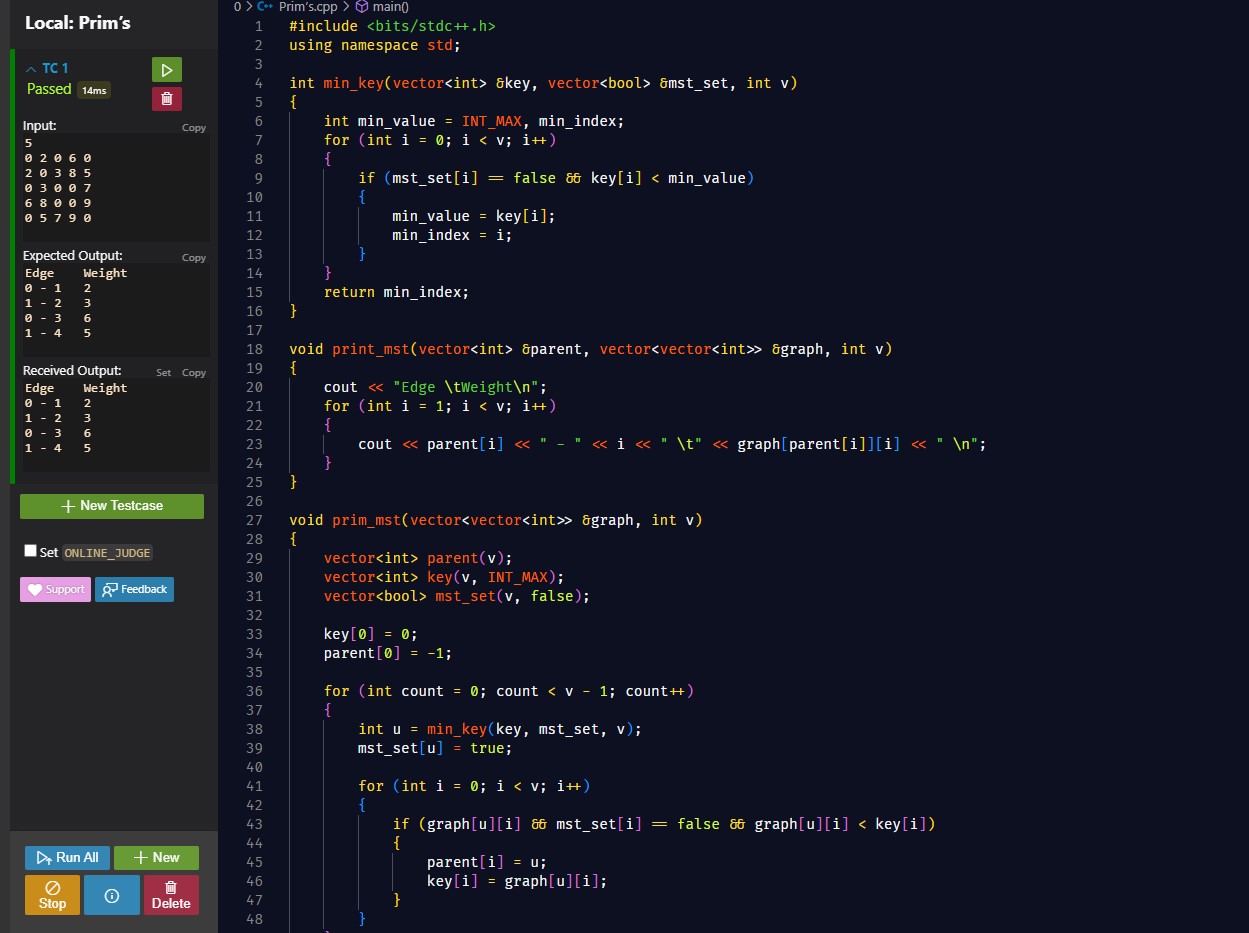 Local: Prim's
TC 1
Passed 14ms
Input:
Copy
5
0 2 0 6 0
2 0 3 8 5
0 3 0 0 7
6 8 0 0 9
0 5 7 9 0
Expected Output:
Copy
Edge Weight
0 - 1 2
1 - 2 3
0 - 3 6
1 - 4 5
Received Output:
Set Copy
Edge Weight
0 - 1 2
1 - 2 3
0 - 3 6
1 - 4 5
New Testcase
Set ONLINE_JUDGE
Support Feedback
Run All New
Stop
Delete
0 > C++ Prim's.cpp > main()
1 #include <bits/stdc++.h>
2 using namespace std;
3
4 int min_key(vector<int> &key, vector<bool> &mst_set, int v)
5 {
6 int min_value = INT_MAX, min_index;
7 for (int i = 0; i < v; i++)
8 {
9 if (mst_set[i] == false && key[i] < min_value)
10 {
11 min_value = key[i];
12 min_index = i;
13 }
14 }
15 return min_index;
16 }
17
18 void print_mst(vector<int> &parent, vector<vector<int>> &graph, int v)
19 {
20 cout << "Edge \tWeight\n";
21 for (int i = 1; i < v; i++)
22 {
23 cout << parent[i] << " - " << i << " \t" << graph[parent[i]][i] << " \n";
24 }
25 }
26
27 void prim_mst(vector<vector<int>> &graph, int v)
28 {
29 vector<int> parent(v);
30 vector<int> key(v, INT_MAX);
31 vector<bool> mst_set(v, false);
32
33 key[0] = 0;
34 parent[0] = -1;
35
36 for (int count = 0; count < v - 1; count++)
37 {
38 int u = min_key(key, mst_set, v);
39 mst_set[u] = true;
40
41 for (int i = 0; i < v; i++)
42 {
43 if (graph[u][i] && mst_set[i] == false && graph[u][i] < key[i])
44 {
45 parent[i] = u;
46 key[i] = graph[u][i];
47 }
48 }